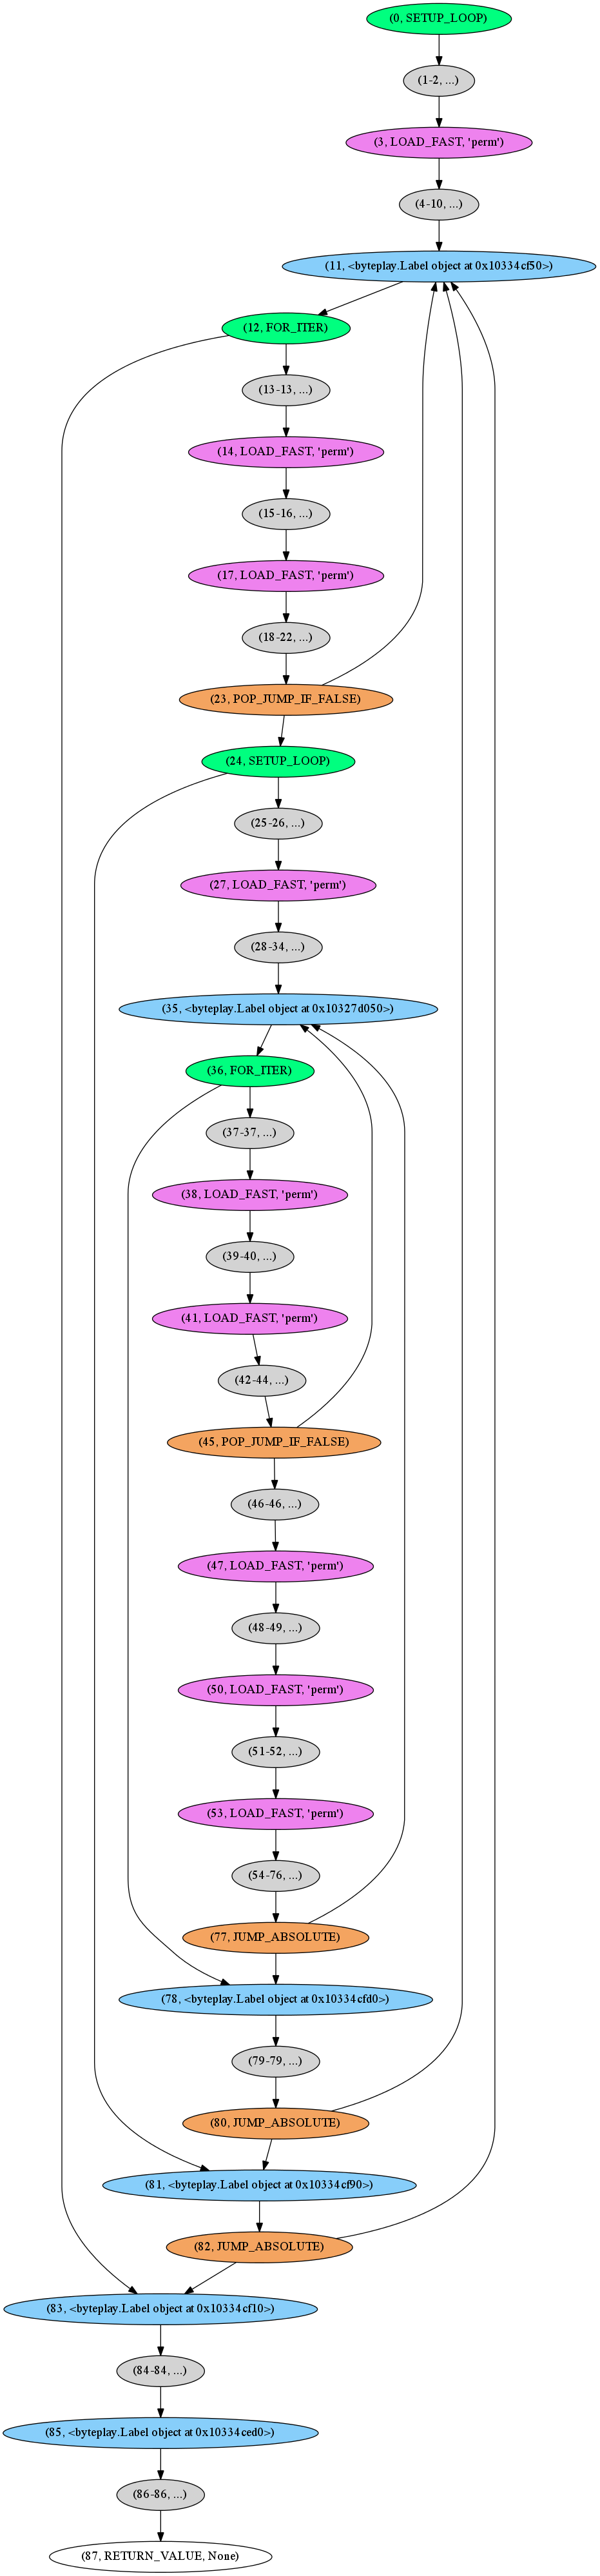 (0, SETUP_LOOP)
(1-2, ...)
(3, LOAD_FAST, 'perm')
(4-10, ...)
(11, <byteplay.Label object at 0x10334cf50>)
(12, FOR_ITER)
(13-13, ...)
(14, LOAD_FAST, 'perm')
(15-16, ...)
(17, LOAD_FAST, 'perm')
(18-22, ...)
(23, POP_JUMP_IF_FALSE)
(24, SETUP_LOOP)
(25-26, ...)
(27, LOAD_FAST, 'perm')
(28-34, ...)
(35, <byteplay.Label object at 0x10327d050>)
(36, FOR_ITER)
(37-37, ...)
(38, LOAD_FAST, 'perm')
(39-40, ...)
(41, LOAD_FAST, 'perm')
(42-44, ...)
(45, POP_JUMP_IF_FALSE)
(46-46, ...)
(47, LOAD_FAST, 'perm')
(48-49, ...)
(50, LOAD_FAST, 'perm')
(51-52, ...)
(53, LOAD_FAST, 'perm')
(54-76, ...)
(77, JUMP_ABSOLUTE)
(78, <byteplay.Label object at 0x10334cfd0>)
(79-79, ...)
(80, JUMP_ABSOLUTE)
(81, <byteplay.Label object at 0x10334cf90>)
(82, JUMP_ABSOLUTE)
(83, <byteplay.Label object at 0x10334cf10>)
(84-84, ...)
(85, <byteplay.Label object at 0x10334ced0>)
(86-86, ...)
(87, RETURN_VALUE, None)